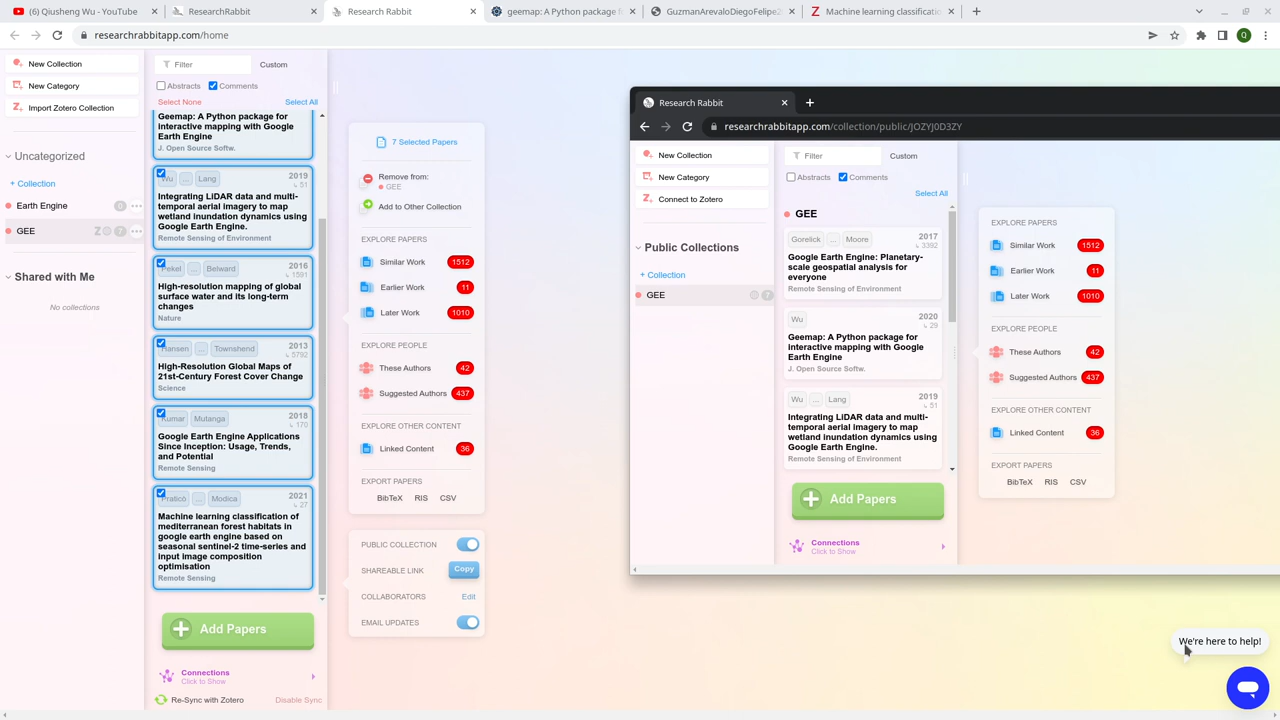 (6) Qiusheng Wu - YouTube
ResearchRabbit
Research Rabbit
geemap: A Python package f
GuzmanArevaloDiegoFelipe2
Machine learning classificatio
researchrabbitapp.com/home
Q
New Collection
New Category
Import Zotero Collection
Uncategorized
+ Collection
Earth Engine
0
GEE
7
Shared with Me
No collections
Filter
Custom
Abstracts
Comments
Select None
Select All
Geemap: A Python package for
interactive mapping with Google
Earth Engine
J. Open Source Softw.
Wu
...
Lang
2019
51
Integrating LiDAR data and multi-
temporal aerial imagery to map
wetland inundation dynamics using
Google Earth Engine.
Remote Sensing of Environment
Pekel
...
Belward
2016
1591
High-resolution mapping of global
surface water and its long-term
changes
Nature
Hansen
...
Townshend
2013
5792
High-Resolution Global Maps of
21st-Century Forest Cover Change
Science
Kumar
Mutanga
2018
170
Google Earth Engine Applications
Since Inception: Usage, Trends,
and Potential
Remote Sensing
Praticò
...
Modica
2021
27
Machine learning classification of
mediterranean forest habitats in
google earth engine based on
seasonal sentinel-2 time-series and
input image composition
optimisation
Remote Sensing
Add Papers
Connections
Click to Show
Re-Sync with Zotero
Disable Sync
7 Selected Papers
Remove from:
GEE
Add to Other Collection
EXPLORE PAPERS
Similar Work
1512
Earlier Work
11
Later Work
1010
EXPLORE PEOPLE
These Authors
42
Suggested Authors
437
EXPLORE OTHER CONTENT
Linked Content
36
EXPORT PAPERS
BibTeX RIS CSV
PUBLIC COLLECTION
SHAREABLE LINK
Copy
COLLABORATORS
Edit
EMAIL UPDATES
Research Rabbit
researchrabbitapp.com/collection/public/JOZYJ0D3ZY
New Collection
New Category
Connect to Zotero
Public Collections
+ Collection
GEE
7
Filter
Custom
Abstracts
Comments
Select All
GEE
Gorelick
...
Moore
2017
3392
Google Earth Engine: Planetary-
scale geospatial analysis for
everyone
Remote Sensing of Environment
Wu
2020
29
Geemap: A Python package for
interactive mapping with Google
Earth Engine
J. Open Source Softw.
Wu
...
Lang
2019
51
Integrating LiDAR data and multi-
temporal aerial imagery to map
wetland inundation dynamics using
Google Earth Engine.
Remote Sensing of Environment
Add Papers
Connections
Click to Show
EXPLORE PAPERS
Similar Work
1512
Earlier Work
11
Later Work
1010
EXPLORE PEOPLE
These Authors
42
Suggested Authors
437
EXPLORE OTHER CONTENT
Linked Content
36
EXPORT PAPERS
BibTeX RIS CSV
We're here to help!